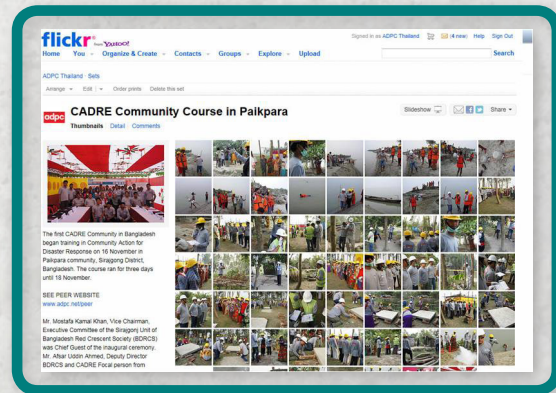 flickr from YAHOO!
Signed in as ADPC Thailand (4 new) Help Sign Out
Home You Organize & Create Contacts Groups Explore Upload
Search
ADPC Thailand Sets
Arrange Edit Order prints Delete this set
adpc
CADRE Community Course in Paikpara
Slideshow Share
Thumbnails Detail Comments
The first CADRE Community in Bangladesh
began training in Community Action for
Disaster Response on 16 November in
Paikpara community, Sirajgong District,
Bangladesh. The course ran for three days
until 18 November.
SEE PEER WEBSITE
www.adpc.net/peer
Mr. Mostafa Kamal Khan, Vice Chairman,
Executive Committee of the Sirajgonj Unit of
Bangladesh Red Crescent Society (BDRCS)
was Chief Guest of the inaugural ceremony.
Mr. Afsar Uddin Ahmed, Deputy Director
BDRCS and CADRE Focal person from